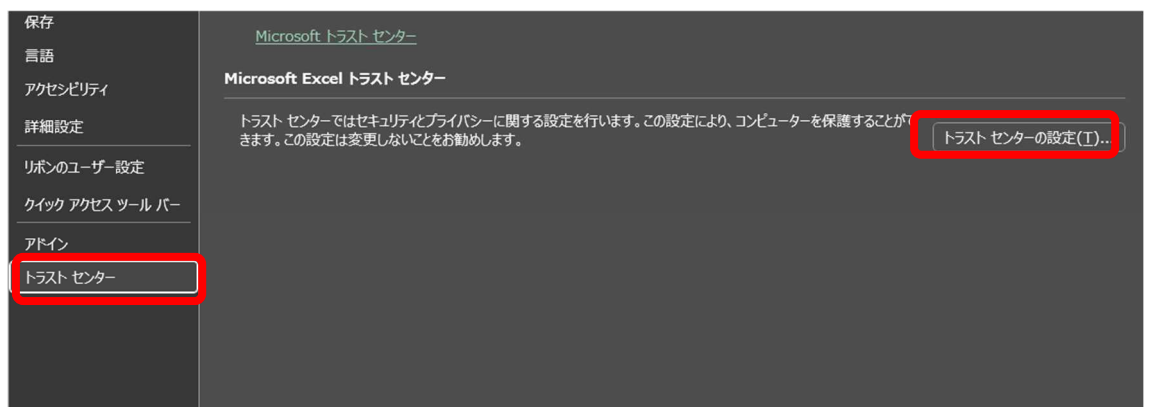 保存
言語
アクセシビリティ
詳細設定
リボンのユーザー設定
クイック アクセス ツール バー
アドイン
トラスト センター
Microsoft トラスト センター
Microsoft Excel トラスト センター
トラスト センターではセキュリティとプライバシーに関する設定を行います。この設定により、コンピューターを保護することがで
きます。この設定は変更しないことをお勧めします。
トラスト センターの設定(T)...